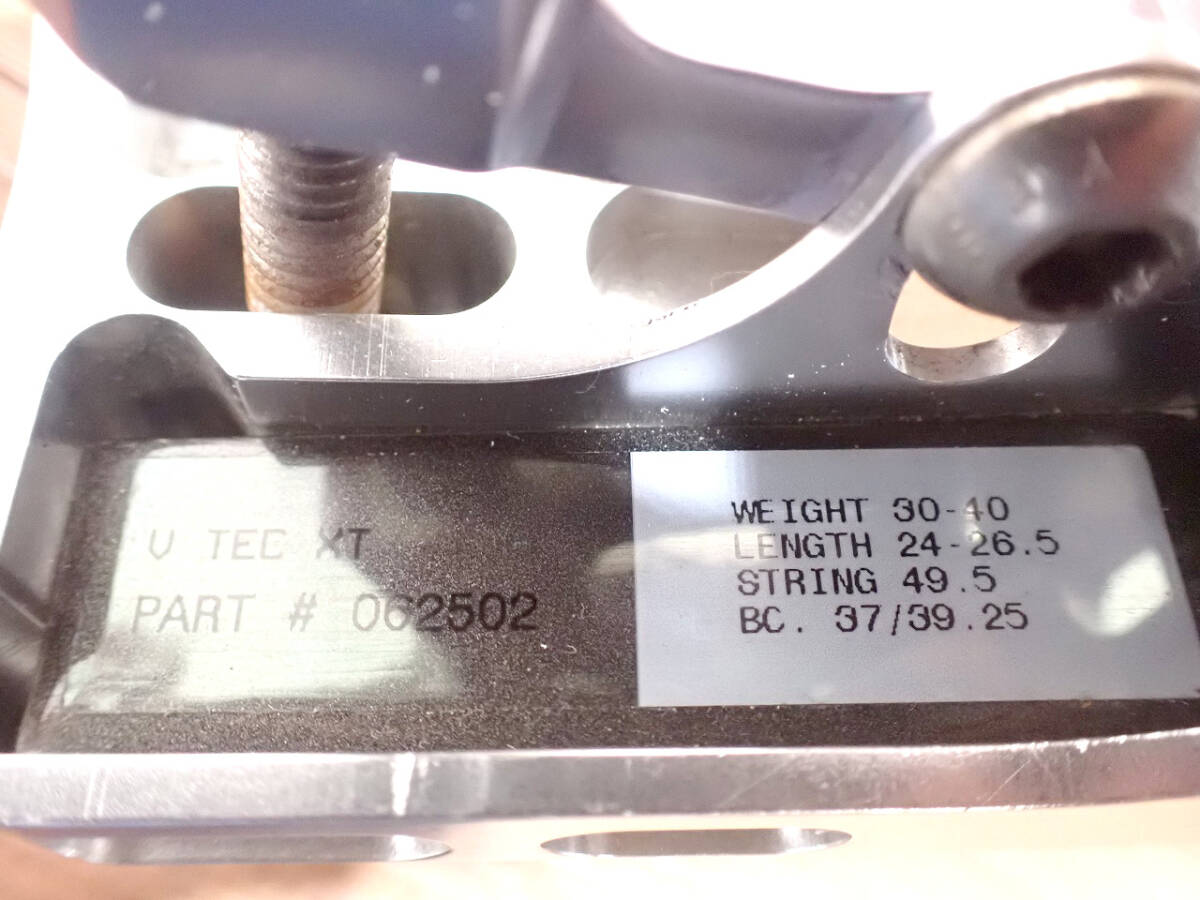 V TEC XT
PART # 062502
WEIGHT 30-40
LENGTH 24-26.5
STRING 49.5
BC. 37/39.25